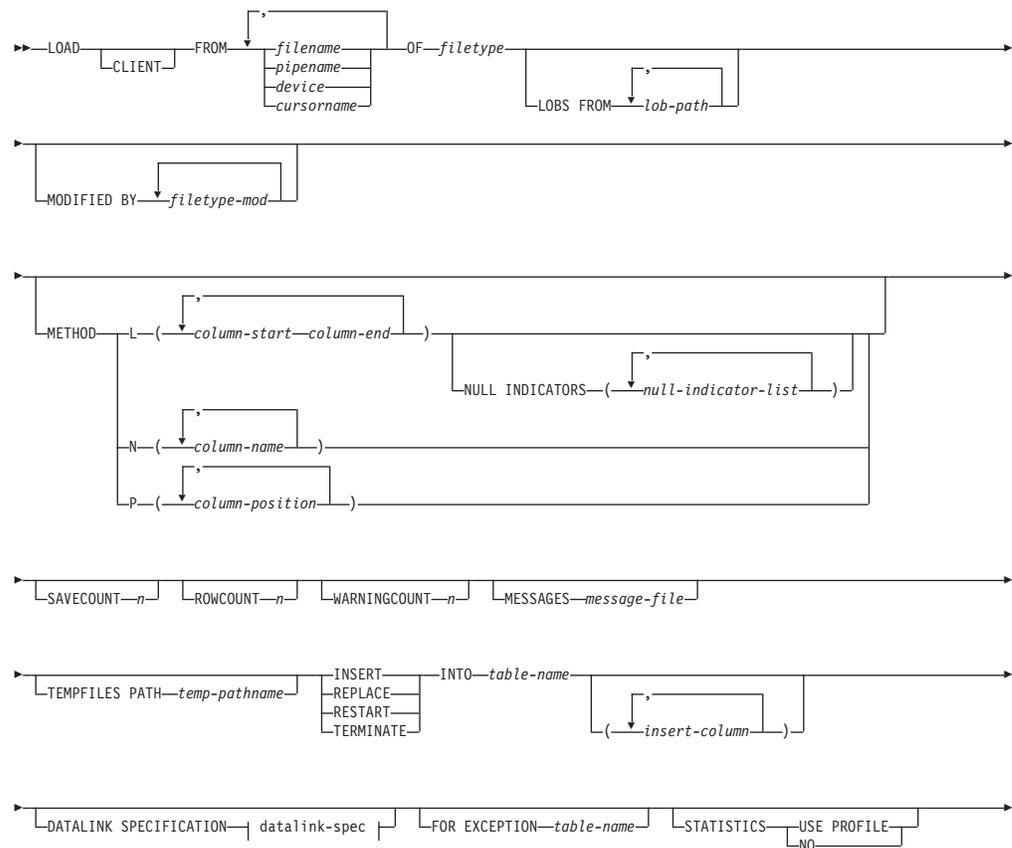 ,
LOAD CLIENT FROM filename OF filetype
pipename ,
device
cursorname LOBS FROM lob-path
MODIFIED BY filetype-mod
, 
METHOD L ( column-start column-end )
,
NULL INDICATORS ( null-indicator-list )
,
N ( column-name )
,
P ( column-position )
SAVECOUNT n ROWCOUNT n WARNINGCOUNT n MESSAGES message-file
TEMPFILES PATH temp-pathname INSERT INTO table-name
REPLACE ,
RESTART
TERMINATE ( insert-column )
DATALINK SPECIFICATION datalink-spec FOR EXCEPTION table-name STATISTICS USE PROFILE
NO